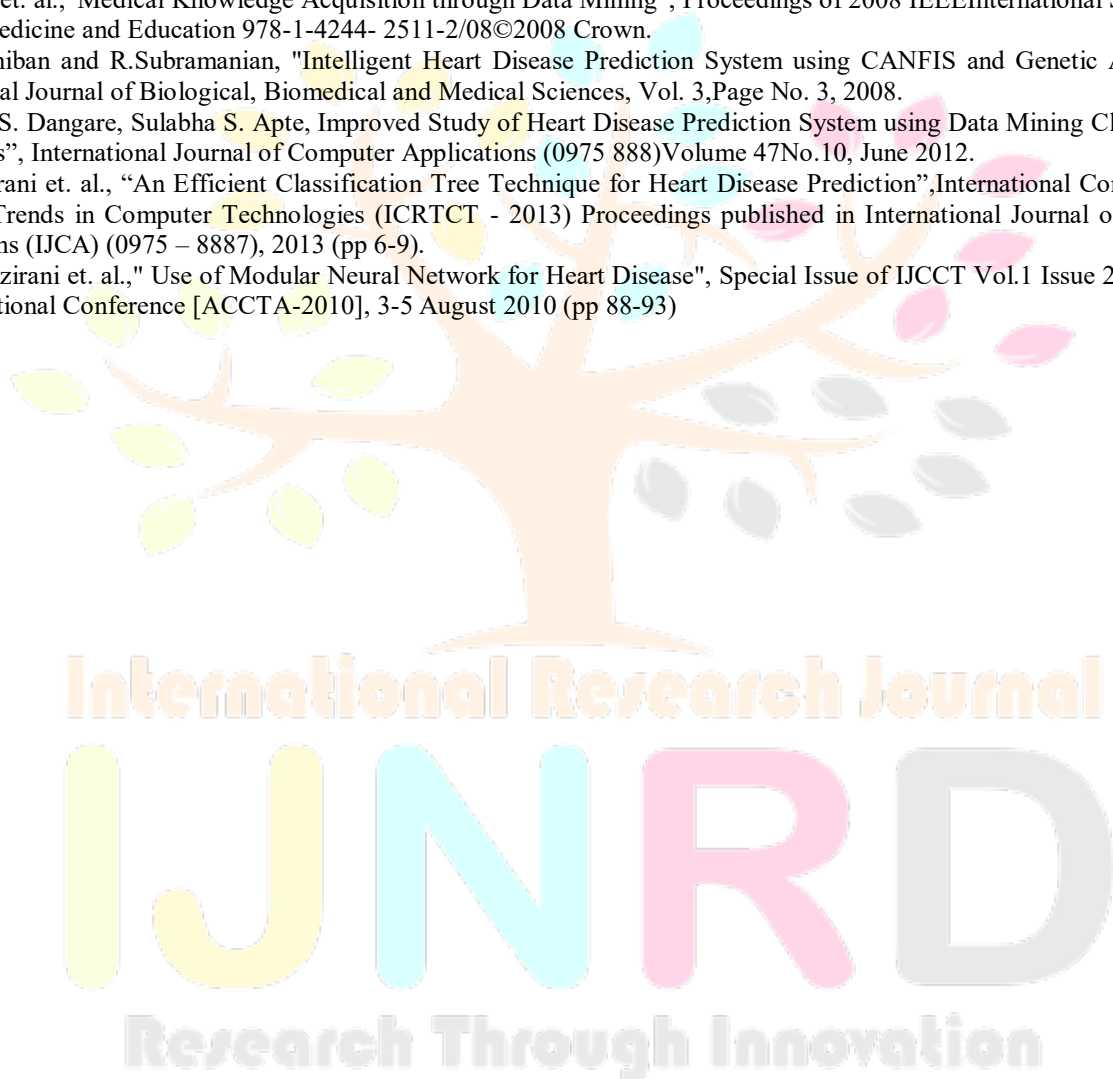 et. al., "Medical Knowledge Acquisition through Data Mining", Proceedings of 2008 IEEEInternational
edicine and Education 978-1-4244- 2511-2/08©2008 Crown.
iban and R.Subramanian, "Intelligent Heart Disease Prediction System using CANFIS and Genetic
al Journal of Biological, Biomedical and Medical Sciences, Vol. 3,Page No. 3, 2008.
S. Dangare, Sulabha S. Apte, Improved Study of Heart Disease Prediction System using Data Mining
s”, International Journal of Computer Applications (0975 888)Volume 47No.10, June 2012.
rani et. al., “An Efficient Classification Tree Technique for Heart Disease Prediction”,International
Trends in Computer Technologies (ICRTCT - 2013) Proceedings published in International Journal
ns (IJCA) (0975 – 8887), 2013 (pp 6-9).
zirani et. al.," Use of Modular Neural Network for Heart Disease", Special Issue of IJCCT Vol.1 Issue
tional Conference [ACCTA-2010], 3-5 August 2010 (pp 88-93)
International Research Journal
IJNRD
Research Through Innovation